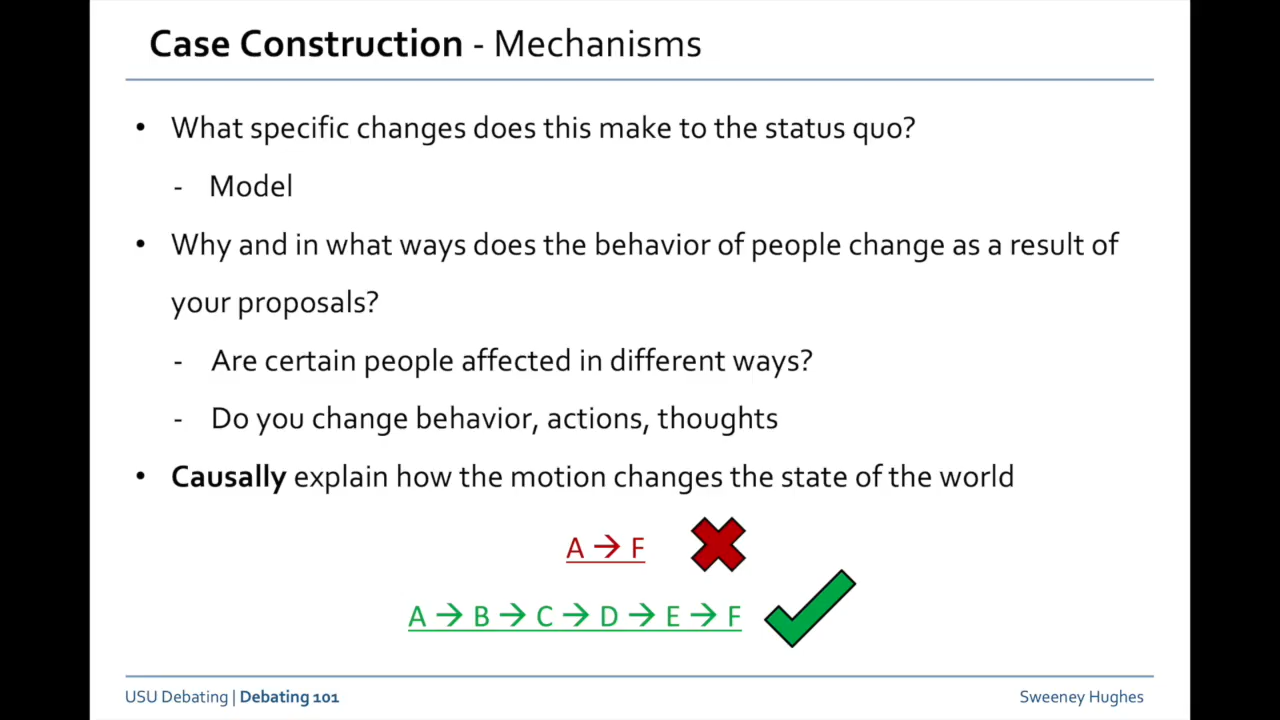 Case Construction - Mechanisms
• What specific changes does this make to the status quo?
- Model
• Why and in what ways does the behavior of people change as a result of
your proposals?
- Are certain people affected in different ways?
- Do you change behavior, actions, thoughts
• Causally explain how the motion changes the state of the world
A → F
A → B → C → D → E → F
USU Debating | Debating 101
Sweeney Hughes